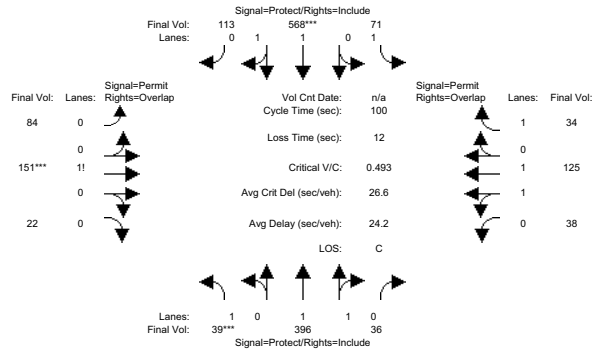 Signal=Protect/Rights=Include
Final Vol: 113 568*** 71
Lanes: 0 1 1 0 1
Signal=Permit Signal=Permit
Final Vol: Lanes: Rights=Overlap Vol Cnt Date: n/a Rights=Overlap Lanes: Final Vol:
Cycle Time (sec): 100
84 0 1 34
Loss Time (sec): 12
0 0
151*** 1! Critical V/C: 0.493 1 125
0 Avg Crit Del (sec/veh): 26.6 1
22 0 Avg Delay (sec/veh): 24.2 0 38
LOS: C
Lanes: 1 0 1 1 0
Final Vol: 39*** 396 36
Signal=Protect/Rights=Include